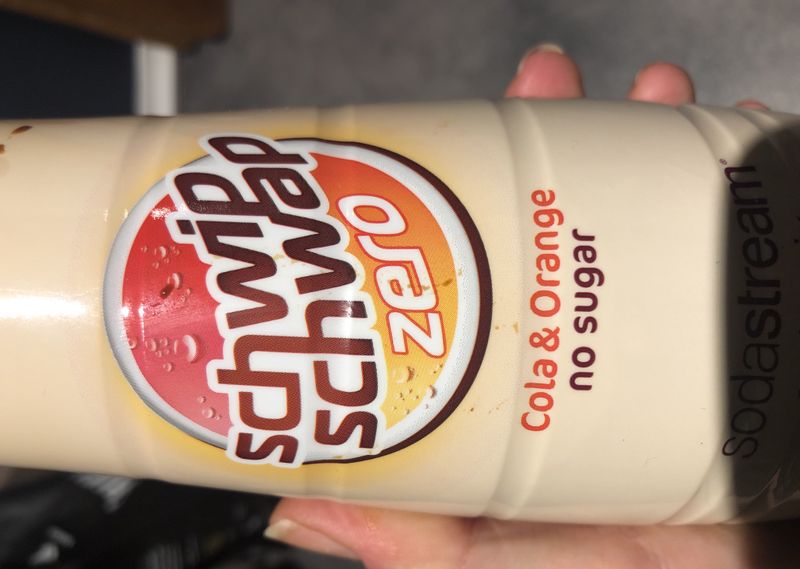 schwip
schwap
zero
Cola & Orange
no sugar
sodastream